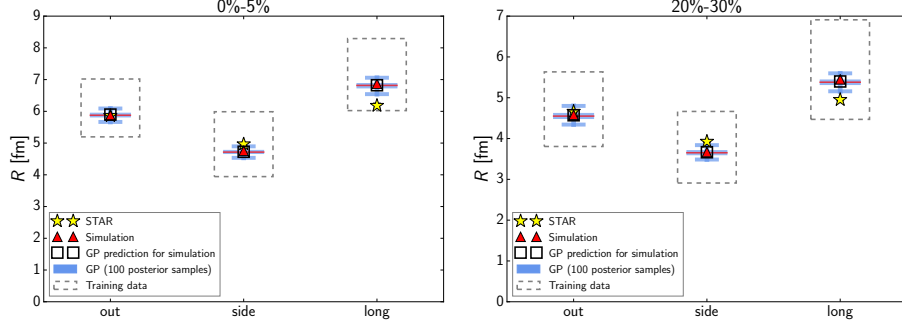 0%-5%
9
8
7
6
5
4
3
2
1
0
R [fm]
STAR
Simulation
GP prediction for simulation
GP (100 posterior samples)
Training data
out
side
long
20%-30%
7
6
5
4
3
2
1
0
R [fm]
STAR
Simulation
GP prediction for simulation
GP (100 posterior samples)
Training data
out
side
long